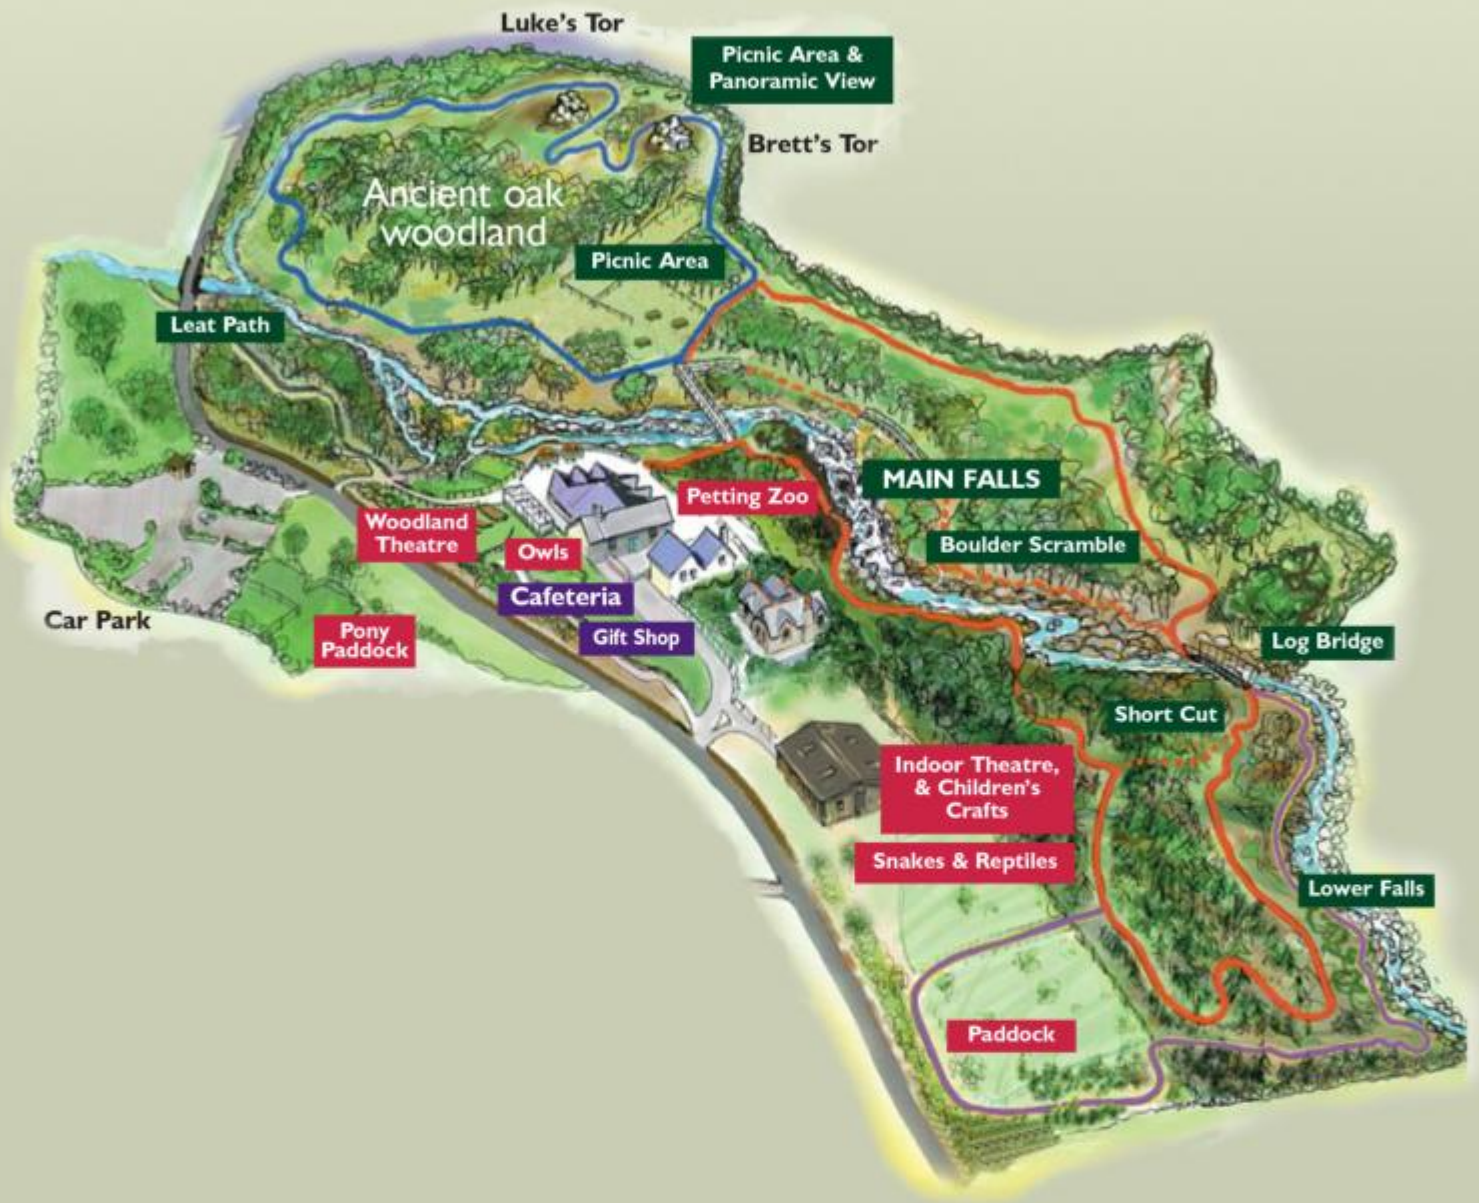 Luke's Tor
Picnic Area &
Panoramic View
Brett's Tor
Ancient oak
woodland
Picnic Area
Leat Path
MAIN FALLS
Petting Zoo
Woodland
Theatre
Owls
Boulder Scramble
Cafeteria
Car Park
Pony
Paddock
Gift Shop
Log Bridge
Short Cut
Indoor Theatre,
& Children's
Crafts
Snakes & Reptiles
Lower Falls
Paddock